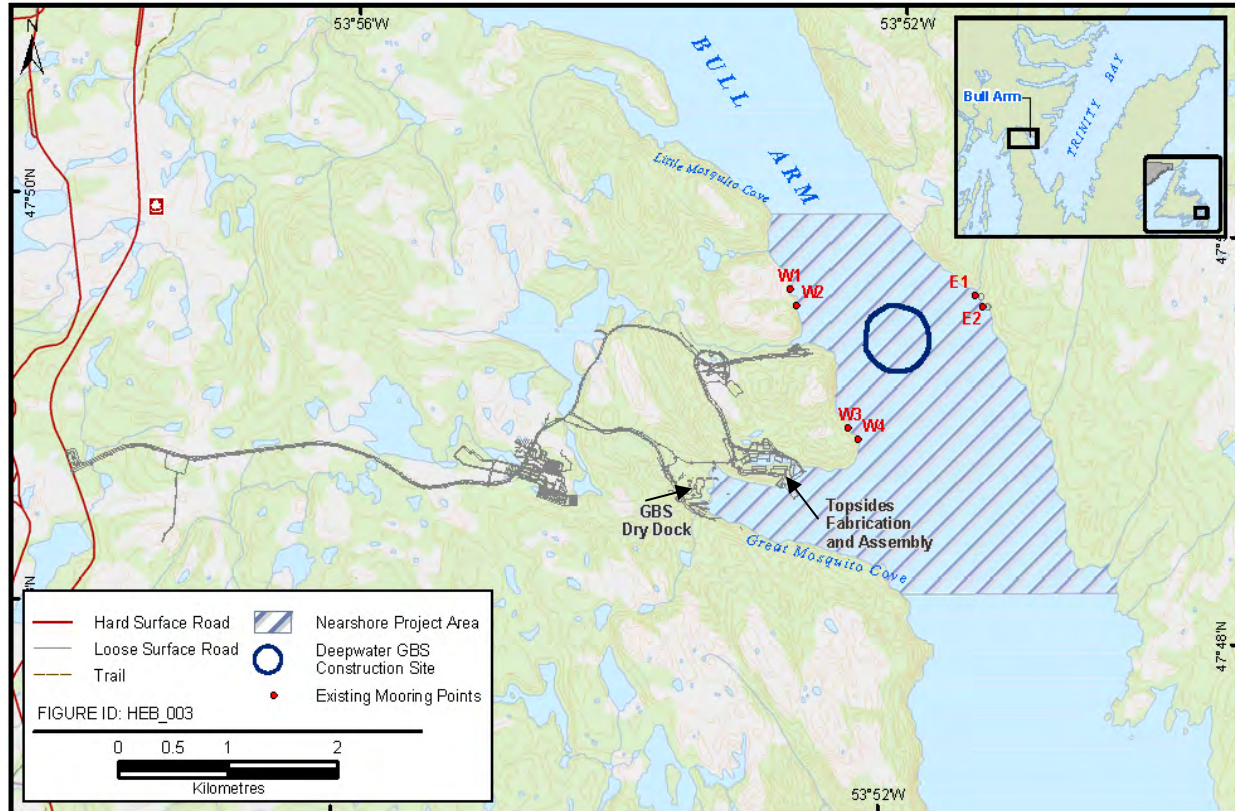 53°56'W
53°52'W
N
BULL ARM
Bull Arm
TRINITY BAY
Little Mosquito Cove
47°50'N
W1
W2
E1
E2
W3
W4
GBS
Dry Dock
Topsides
Fabrication
and Assembly
Great Mosquito Cove
47°48'N
53°52'W
Hard Surface Road
Loose Surface Road
Trail
Nearshore Project Area
Deepwater GBS
Construction Site
Existing Mooring Points
FIGURE ID: HEB_003
0 0.5 1 2
Kilometres